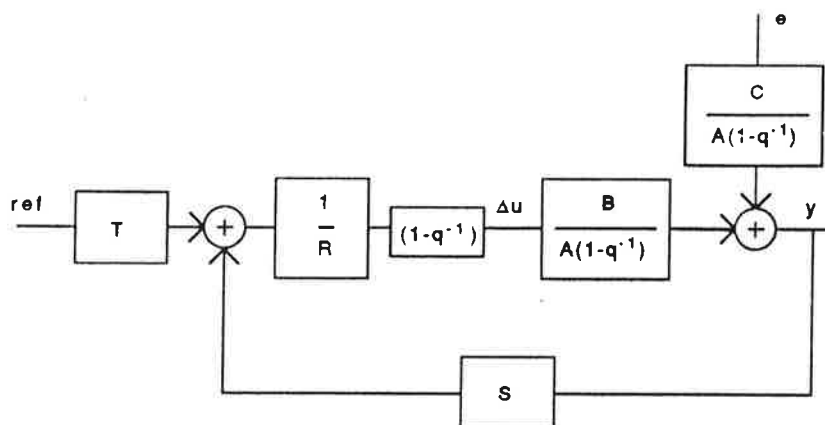 e
C
A(1-q⁻¹)
ref
T
+
1
R
(1-q⁻¹)
Δu
B
A(1-q⁻¹)
+
y
S